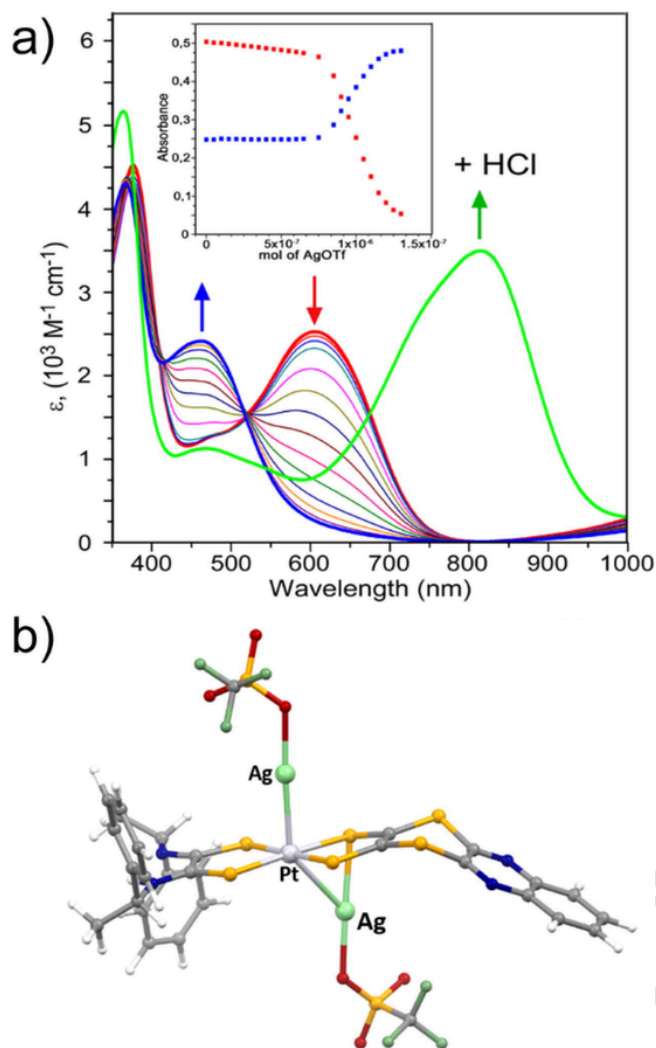 a)
6
5
4
3
2
1
0
ε, (10³ M⁻¹ cm⁻¹)
0,5
0,3
0,2
0,1
0
Absorbance
0
5x10⁻⁷
1x10⁻⁶
1.5x10⁻⁷
mol of AgOTf
+ HCl
400
500
600
700
800
900
1000
Wavelength (nm)
b)
Ag
Pt
Ag